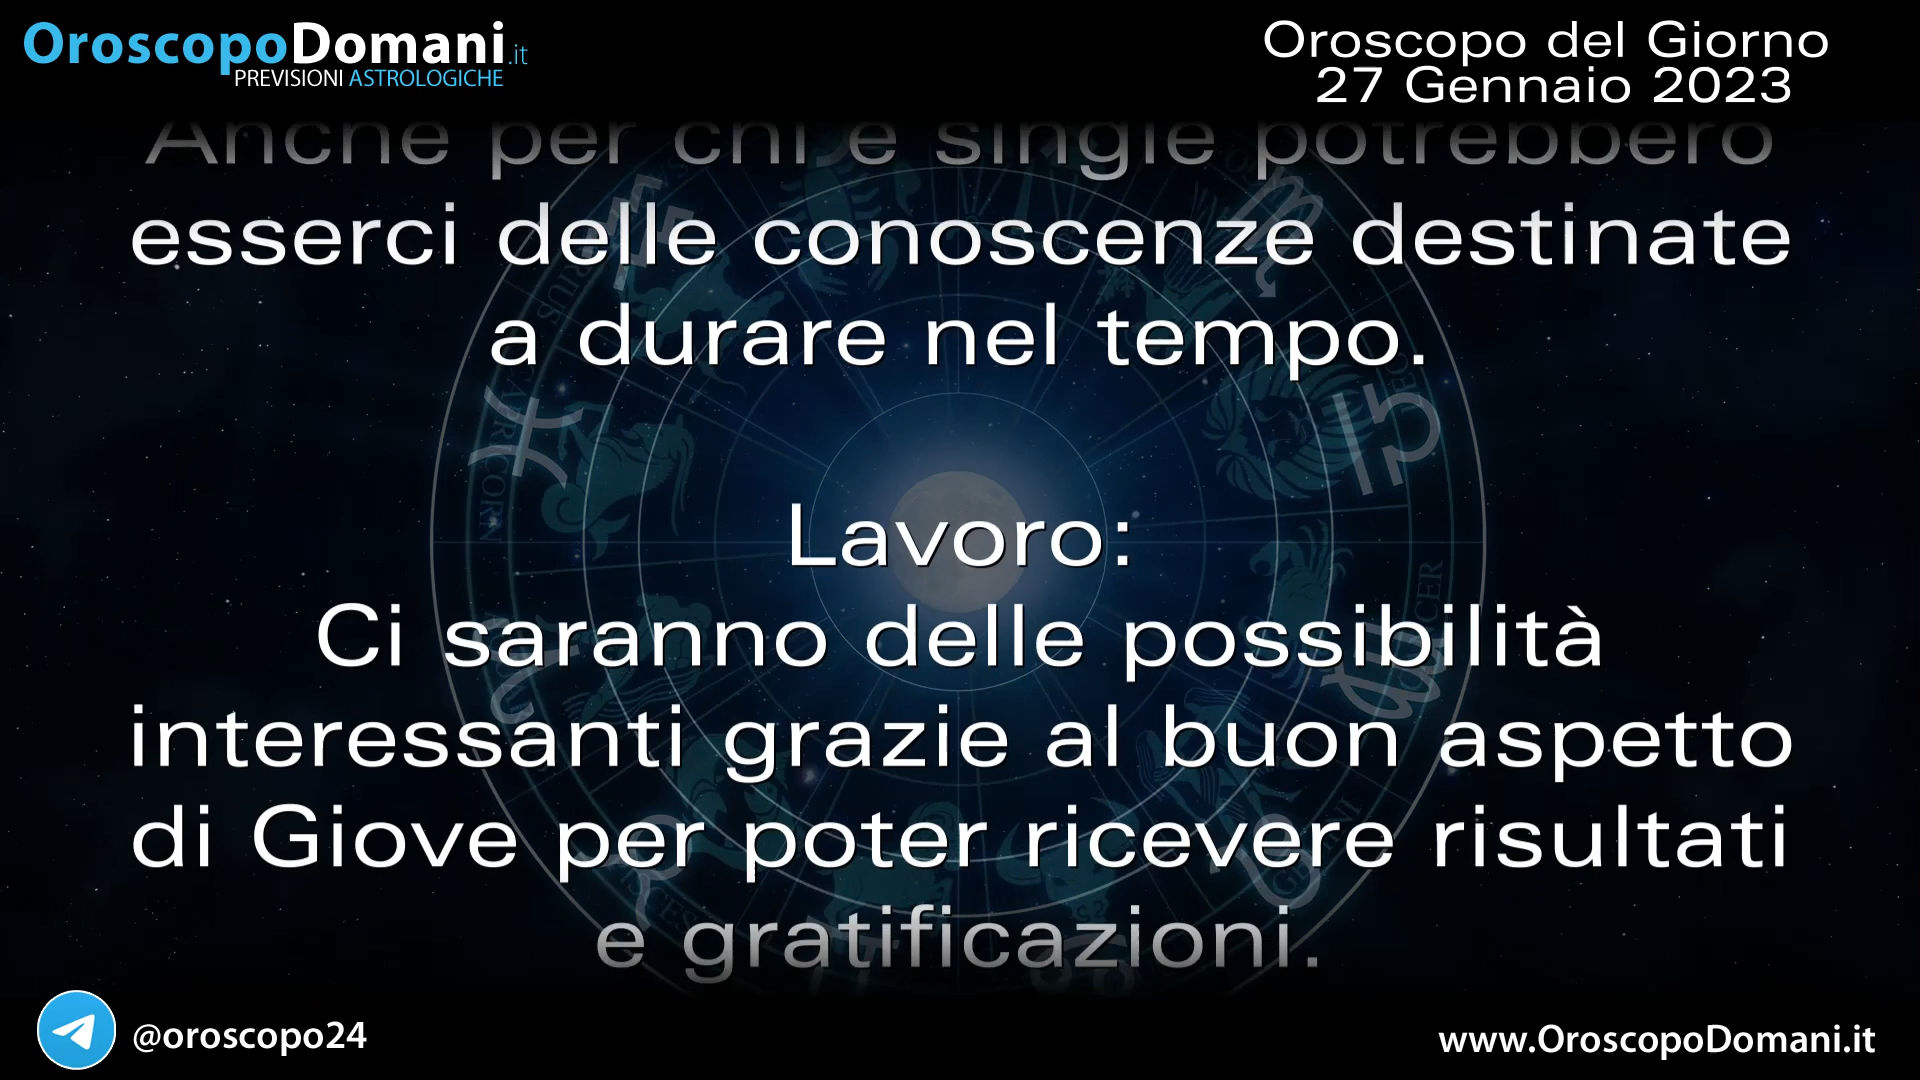 OroscopoDomani.it
PREVISIONI ASTROLOGICHE
Oroscopo del Giorno
27 Gennaio 2023
Anche per chi è single potrebbero
esserci delle conoscenze destinate
a durare nel tempo.
Lavoro:
Ci saranno delle possibilità
interessanti grazie al buon aspetto
di Giove per poter ricevere risultati
e gratificazioni.
@oroscopo24
www.OroscopoDomani.it